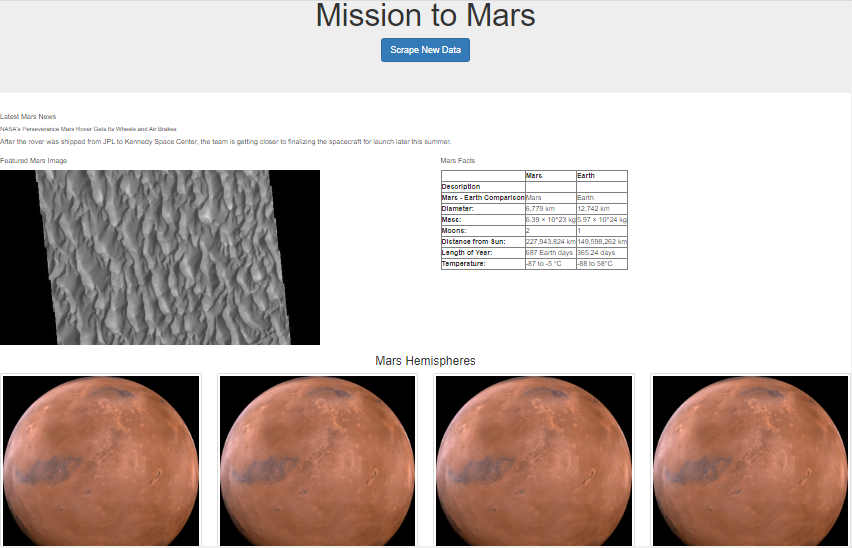 Mission to Mars
Scrape New Data
Latest Mars News
NASA's Perseverance Mars Rover Gets Its Wheels and Air Brakes
After the rover was shipped from JPL to Kennedy Space Center, the team is getting closer to finalizing the spacecraft for launch later this summer.
Featured Mars Image
Mars Facts
Mars Earth
Description
Mars - Earth Comparison Mars Earth
Diameter: 6,779 km 12,742 km
Mass: 6.39 × 10^23 kg 5.97 × 10^24 kg
Moons: 2 1
Distance from Sun: 227,943,824 km 149,598,262 km
Length of Year: 687 Earth days 365.24 days
Temperature: -87 to -5 °C -88 to 58°C
Mars Hemispheres